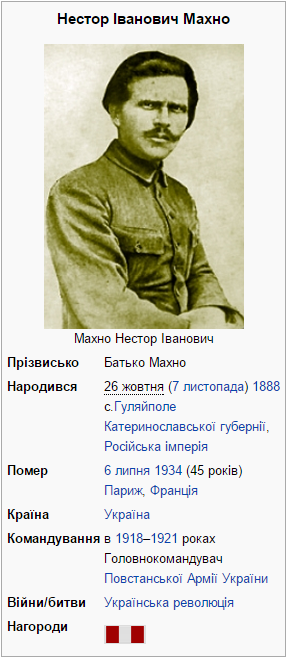 Нестор Іванович Махно
Махно Нестор Іванович
Прізвисько Батько Махно
Народився 26 жовтня (7 листопада) 1888
с.Гуляйполе
Катеринославської губернії,
Російська імперія
Помер 6 липня 1934 (45 років)
Париж, Франція
Країна Україна
Командування в 1918–1921 роках
Головнокомандувач
Повстанської Армії України
Війни/битви Українська революція
Нагороди